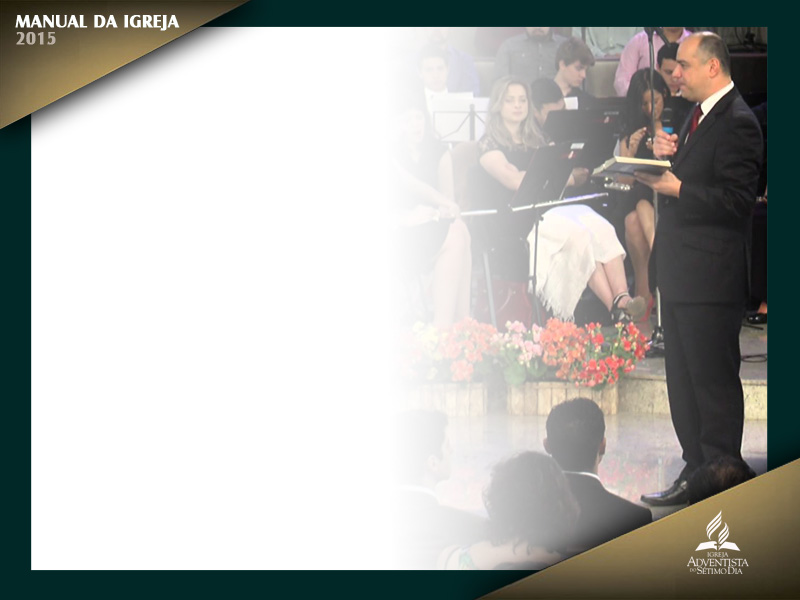 MANUAL DA IGREJA
2015
IGREJA
ADVENTISTA
DO SÉTIMO DIA